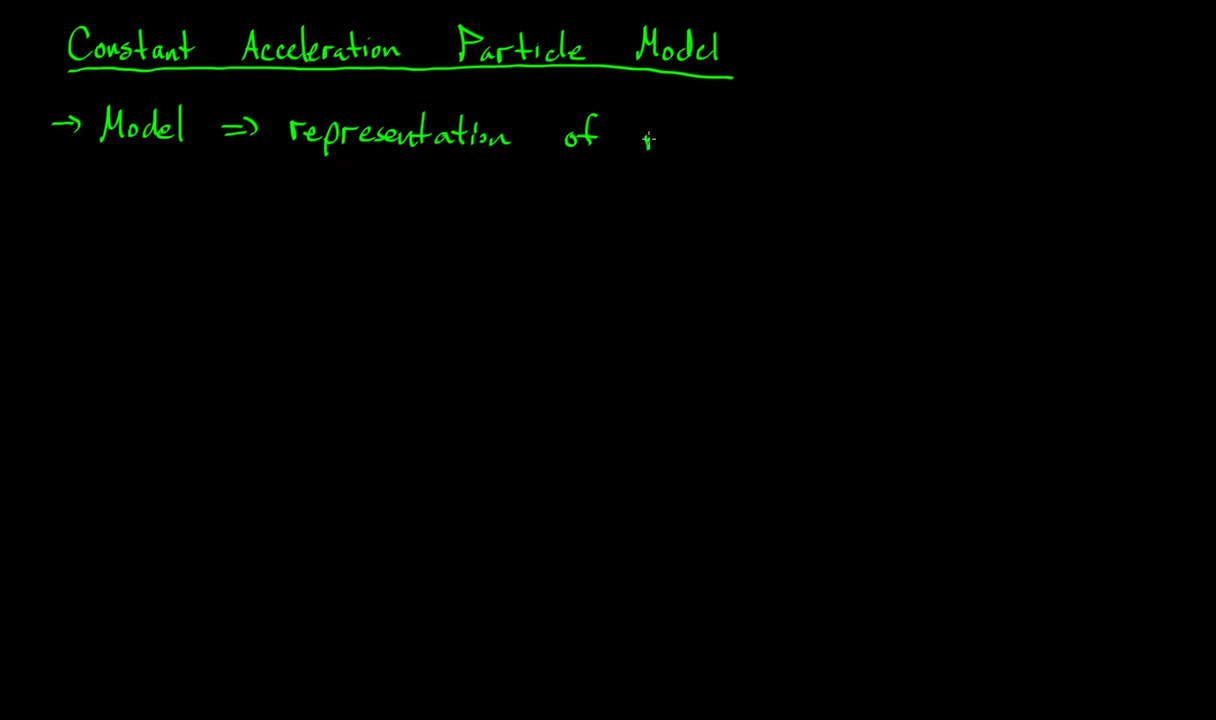 Constant Acceleration Particle Model
→ Model => representation of